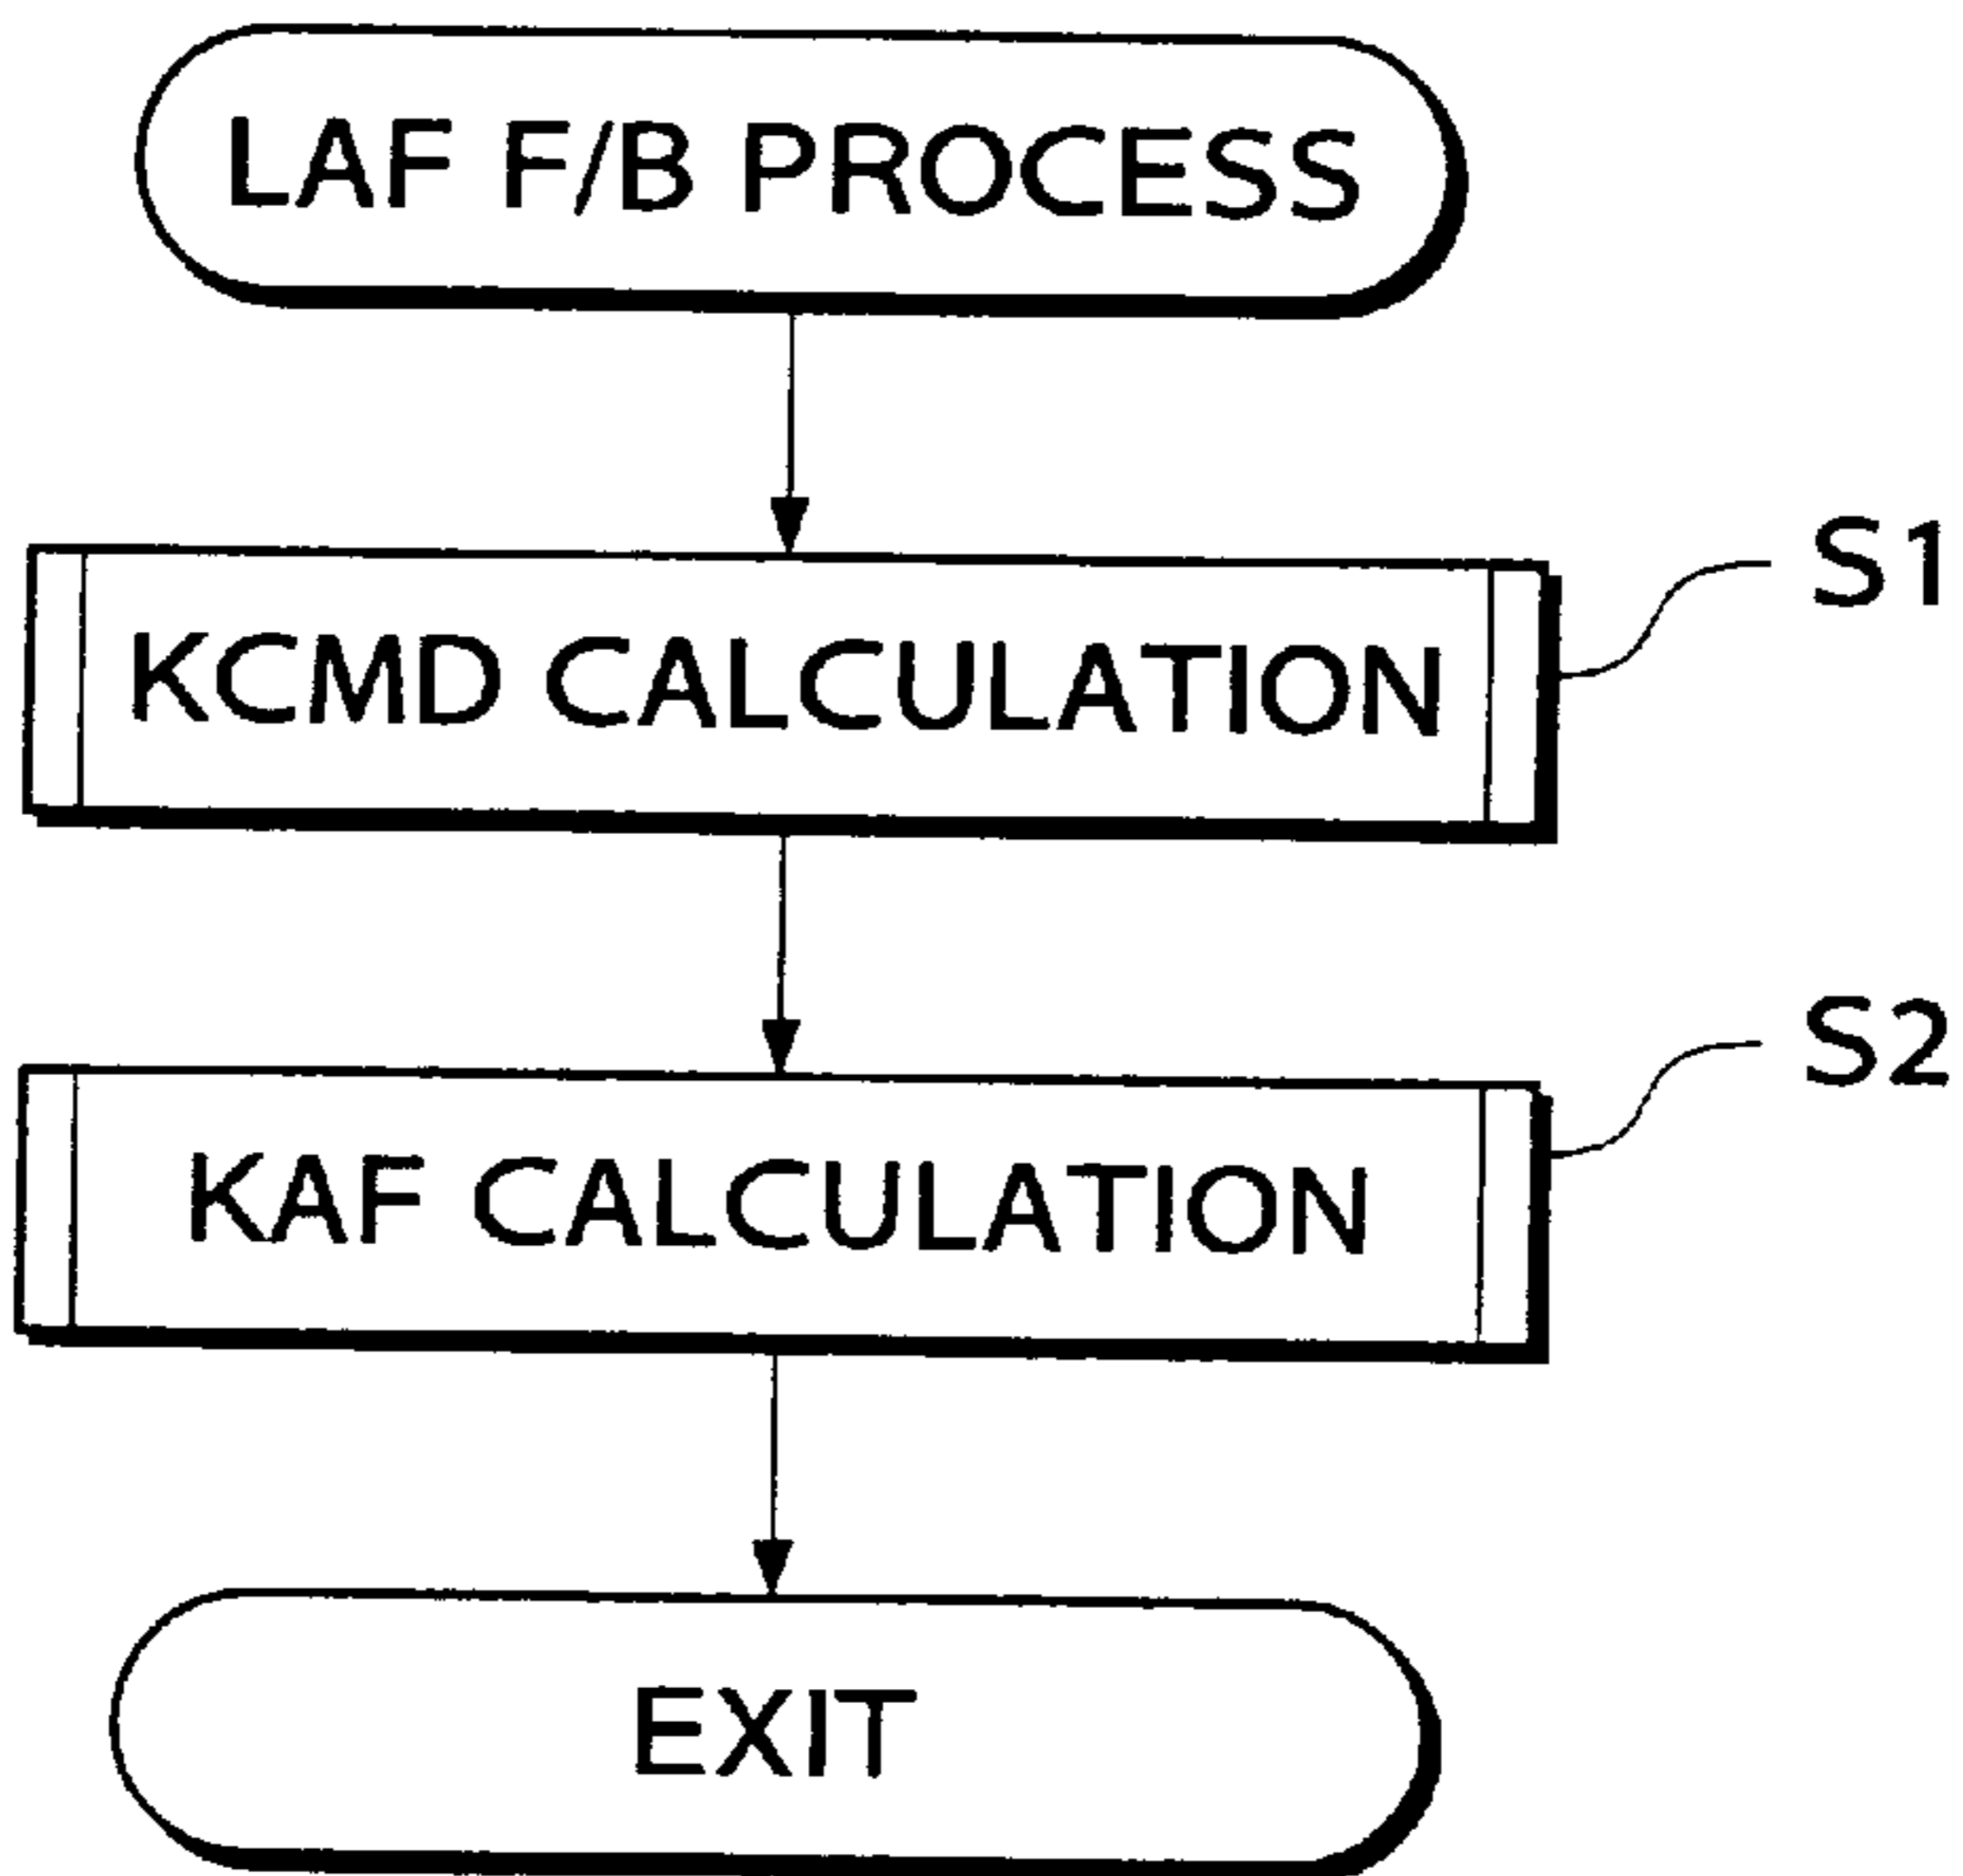 LAF F/B PROCESS
S1
KCMD CALCULATION
S2
KAF CALCULATION
EXIT